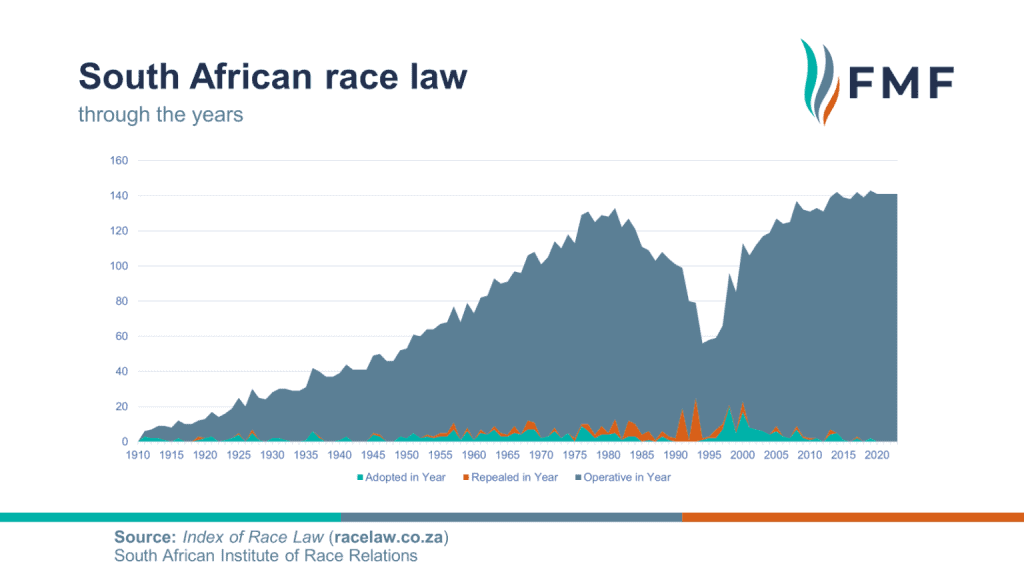 South African race law
through the years
FMF
160
140
120
100
80
60
40
20
0
1910 1915 1920 1925 1930 1935 1940 1945 1950 1955 1960 1965 1970 1975 1980 1985 1990 1995 2000 2005 2010 2015 2020
Adopted in Year Repealed in Year Operative in Year
Source: Index of Race Law (racelaw.co.za)
South African Institute of Race Relations